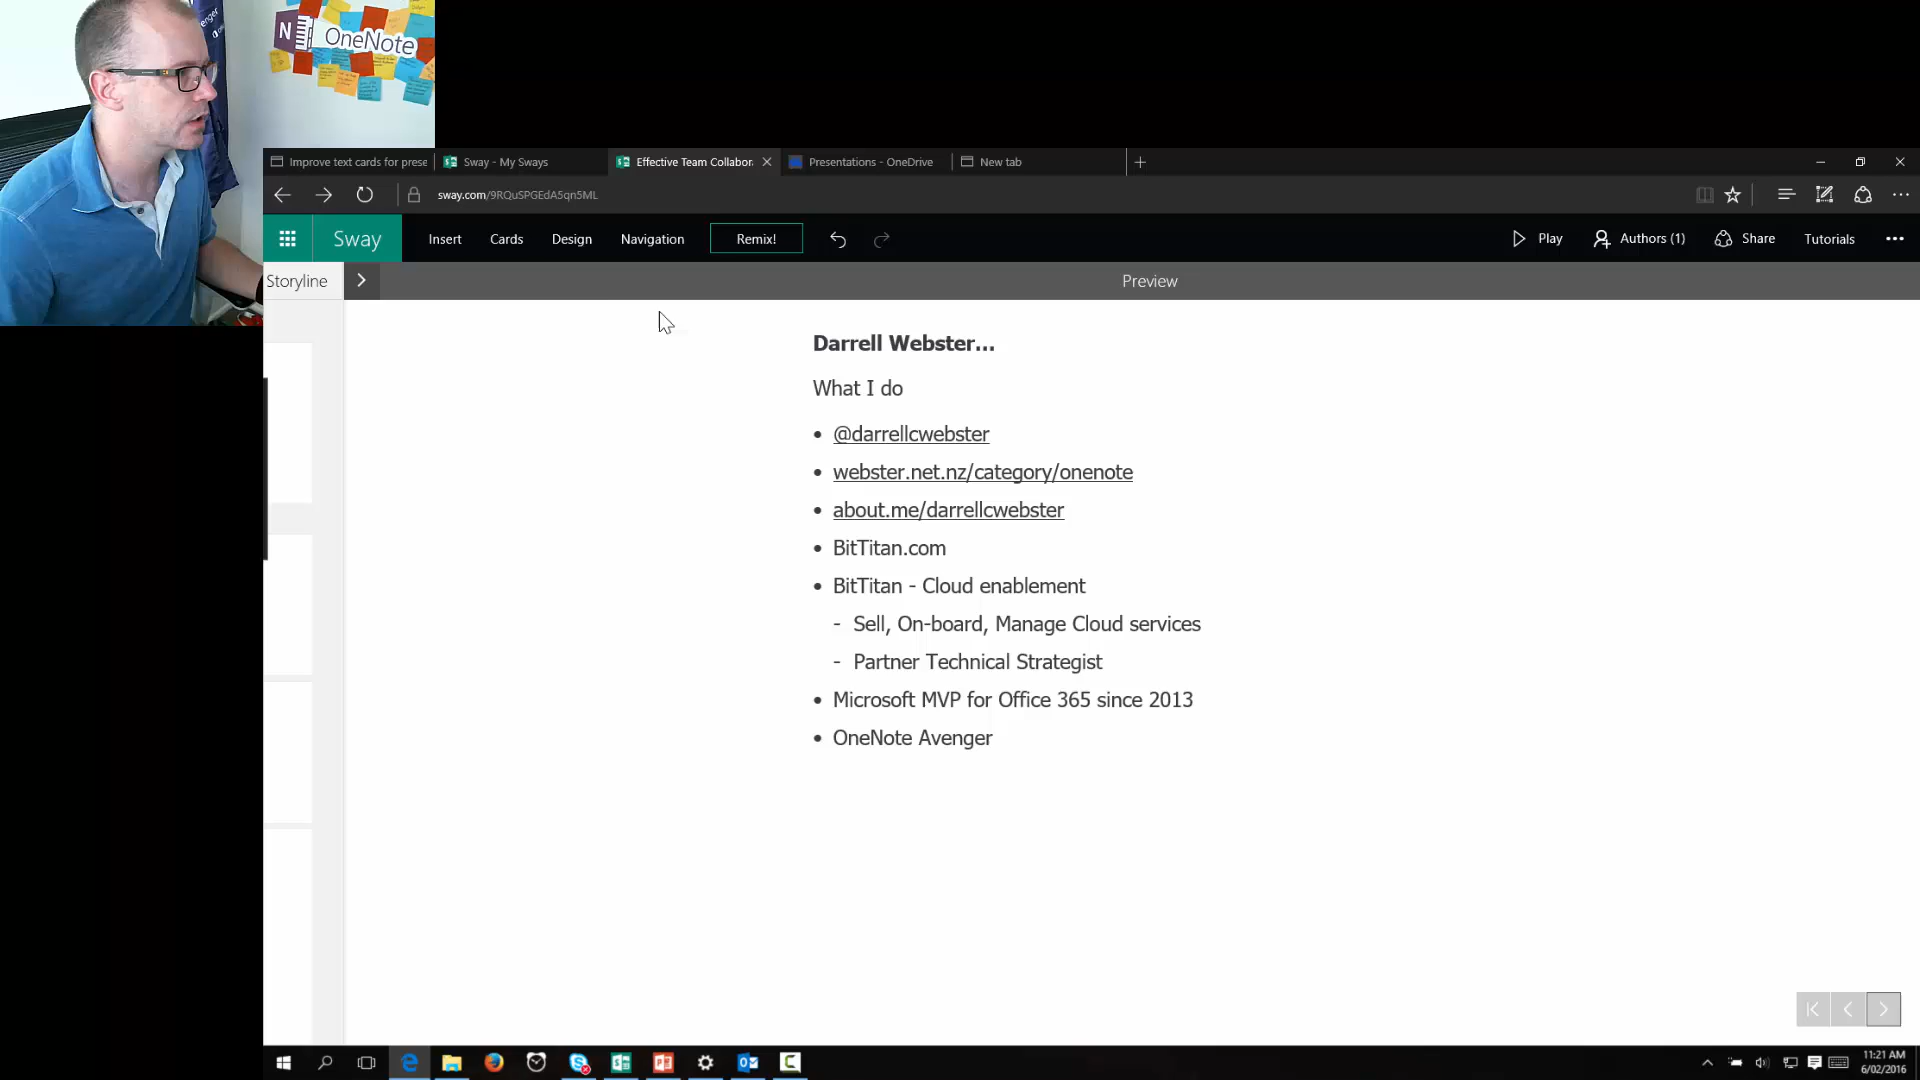 N OneNote
Improve text cards for prese
Sway - My Sways
Effective Team Collabor
Presentations - OneDrive
New tab
sway.com/9RQuSPGEdA5qn5ML
Sway
Insert
Cards
Design
Navigation
Remix!
Play
Authors (1)
Share
Tutorials
Storyline
Preview
Darrell Webster...
What I do
• @darrellcwebster
• webster.net.nz/category/onenote
• about.me/darrellcwebster
• BitTitan.com
• BitTitan - Cloud enablement
- Sell, On-board, Manage Cloud services
- Partner Technical Strategist
• Microsoft MVP for Office 365 since 2013
• OneNote Avenger
11:21 AM
6/02/2016